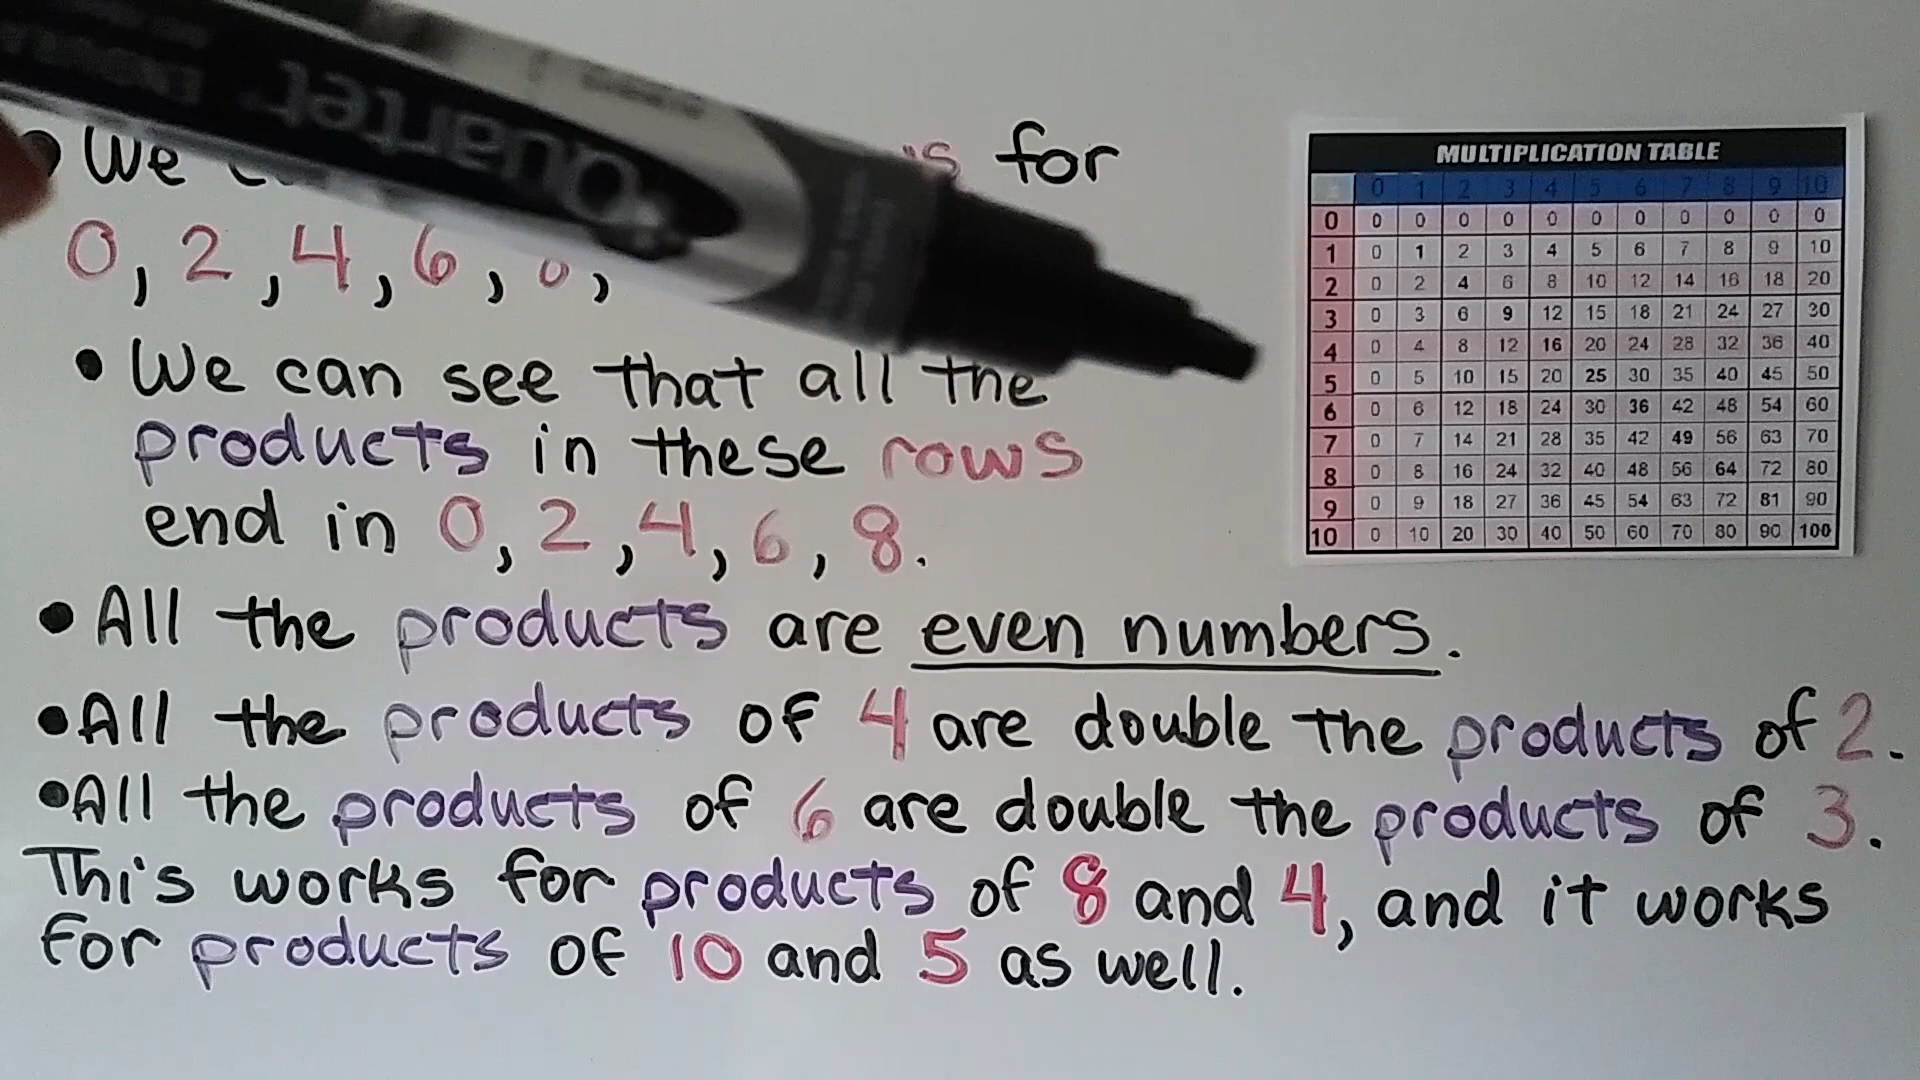 Quartet
We for
0, 2, 4, 6,
• We can see that all the
products in these rows
end in 0, 2, 4, 6, 8.
• All the products are even numbers.
• All the products of 4 are double the products of 2.
• All the products of 6 are double the products of 3.
This works for products of 8 and 4, and it works
for products of 10 and 5 as well.
MULTIPLICATION TABLE
0 1 2 3 4 5 6 7 8 9 10
0 0 0 0 0 0 0 0 0 0 0 0
1 0 1 2 3 4 5 6 7 8 9 10
2 0 2 4 6 8 10 12 14 16 18 20
3 0 3 6 9 12 15 18 21 24 27 30
4 0 4 8 12 16 20 24 28 32 36 40
5 0 5 10 15 20 25 30 35 40 45 50
6 0 6 12 18 24 30 36 42 48 54 60
7 0 7 14 21 28 35 42 49 56 63 70
8 0 8 16 24 32 40 48 56 64 72 80
9 0 9 18 27 36 45 54 63 72 81 90
10 0 10 20 30 40 50 60 70 80 90 100